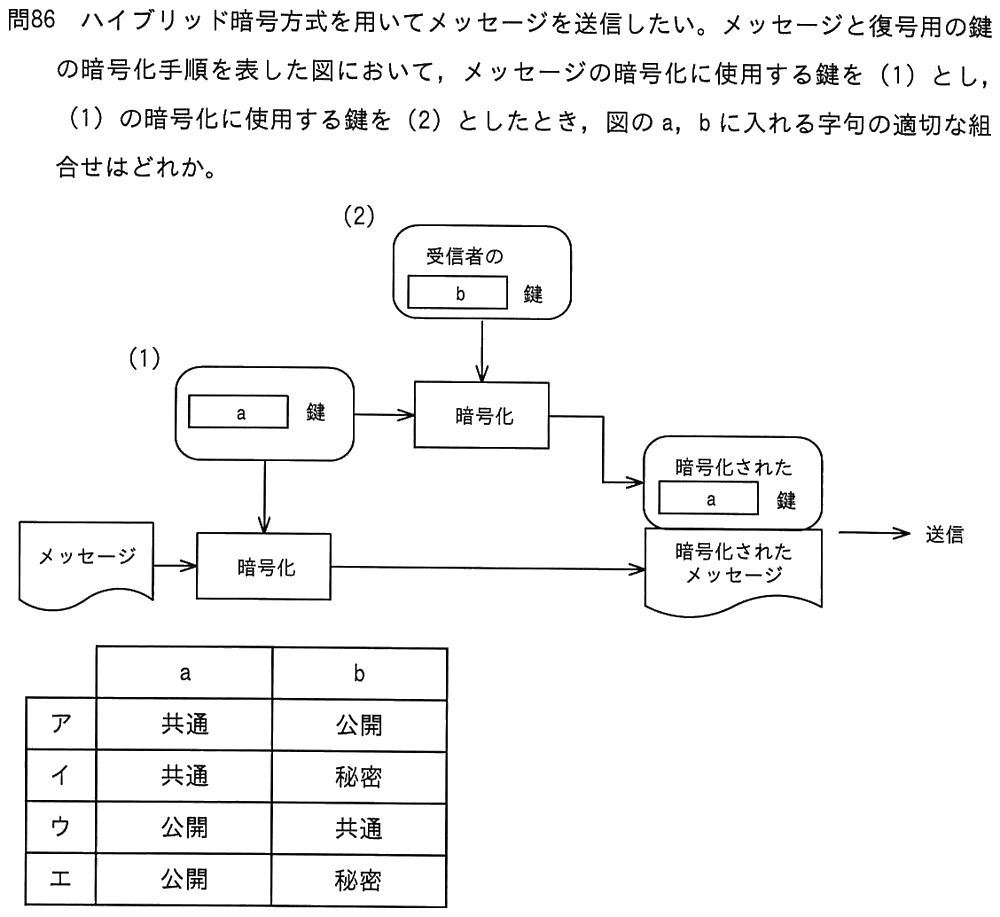 問86 ハイブリッド暗号方式を用いてメッセージを送信したい。メッセージと復号用の鍵
の暗号化手順を表した図において，メッセージの暗号化に使用する鍵を（1）とし，
（1）の暗号化に使用する鍵を（2）としたとき，図の a，b に入れる字句の適切な組
合せはどれか。
（2）
受信者の
b 鍵
（1）
a 鍵
暗号化
暗号化された
a 鍵
メッセージ
暗号化
暗号化された
メッセージ
送信
a b
ア 共通 公開
イ 共通 秘密
ウ 公開 共通
エ 公開 秘密